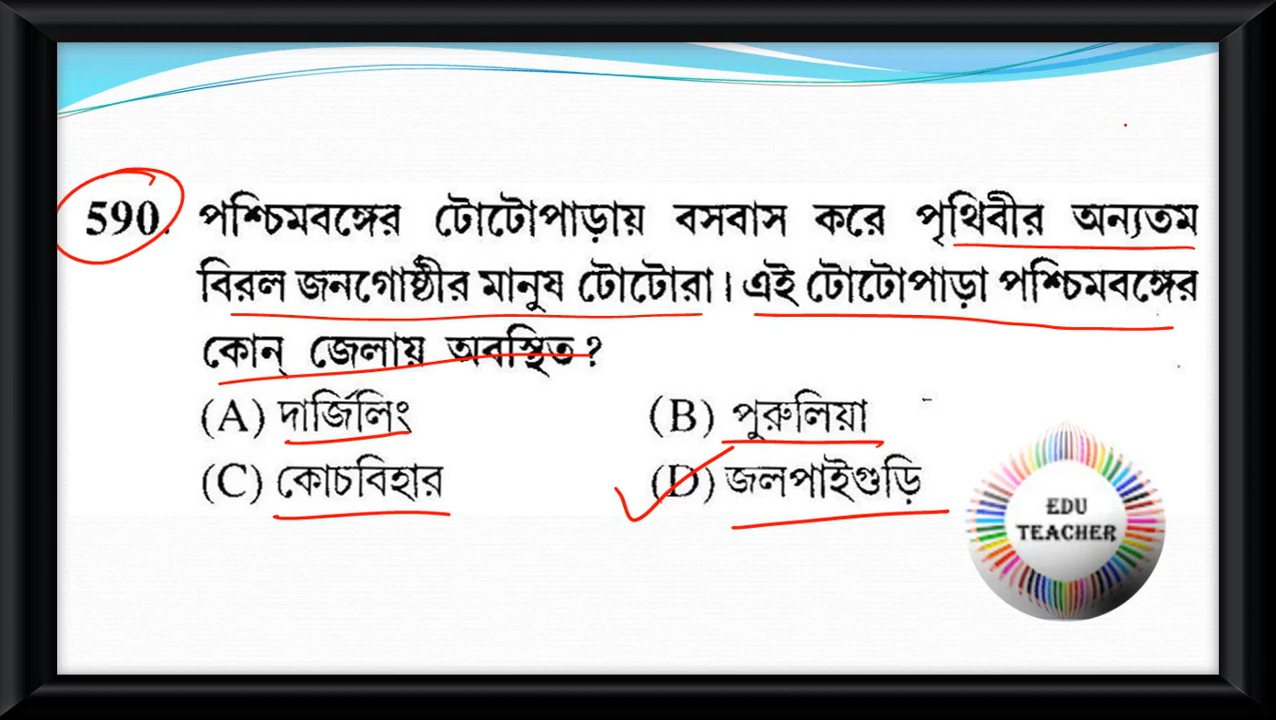 590. পশ্চিমবঙ্গের টোটোপাড়ায় বসবাস করে পৃথিবীর অন্যতম
বিরল জনগোষ্ঠীর মানুষ টোটোরা। এই টোটোপাড়া পশ্চিমবঙ্গের
কোন্ জেলায় অবস্থিত?
(A) দার্জিলিং (B) পুরুলিয়া
(C) কোচবিহার (D) জলপাইগুড়ি
EDU
TEACHER